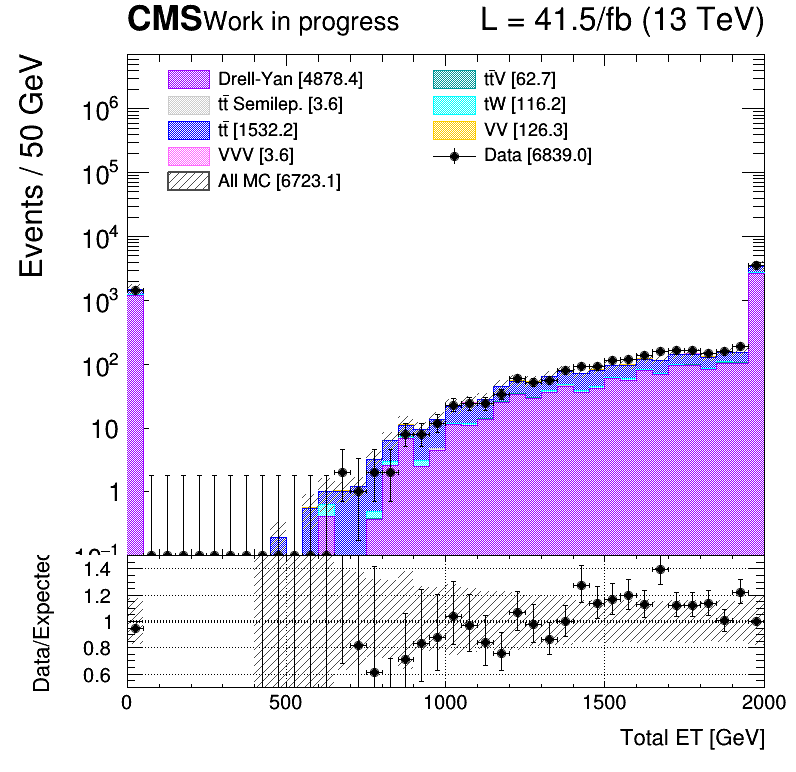 CMS Work in progress L = 41.5/fb (13 TeV)
Events / 50 GeV
Drell-Yan [4878.4]
tt̄ Semilep. [3.6]
tt̄ [1532.2]
VVV [3.6]
All MC [6723.1]
tt̄V [62.7]
tW [116.2]
VV [126.3]
Data [6839.0]
10⁶
10⁵
10⁴
10³
10²
10
1
10⁻¹
Data/Expected
1.4
1.2
1
0.8
0.6
0 500 1000 1500 2000
Total ET [GeV]